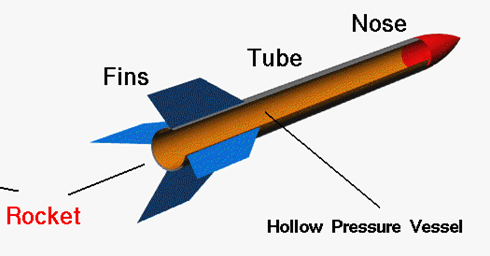 Nose
Tube
Fins
Rocket
Hollow Pressure Vessel